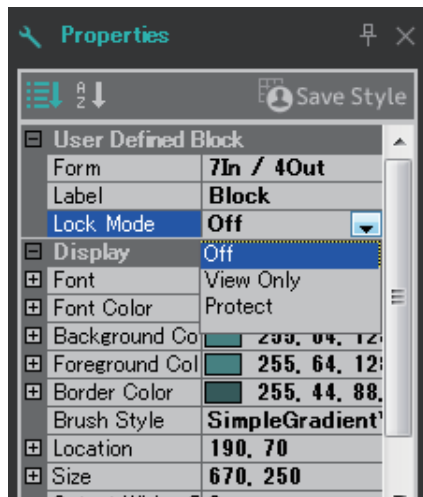 Properties
Save Style
User Defined Block
Form 7In / 4Out
Label Block
Lock Mode Off
Display Off
Font View Only
Font Color Protect
Background Co
Foreground Col 255, 64, 12
Border Color 255, 44, 88,
Brush Style SimpleGradient
Location 190, 70
Size 670, 250